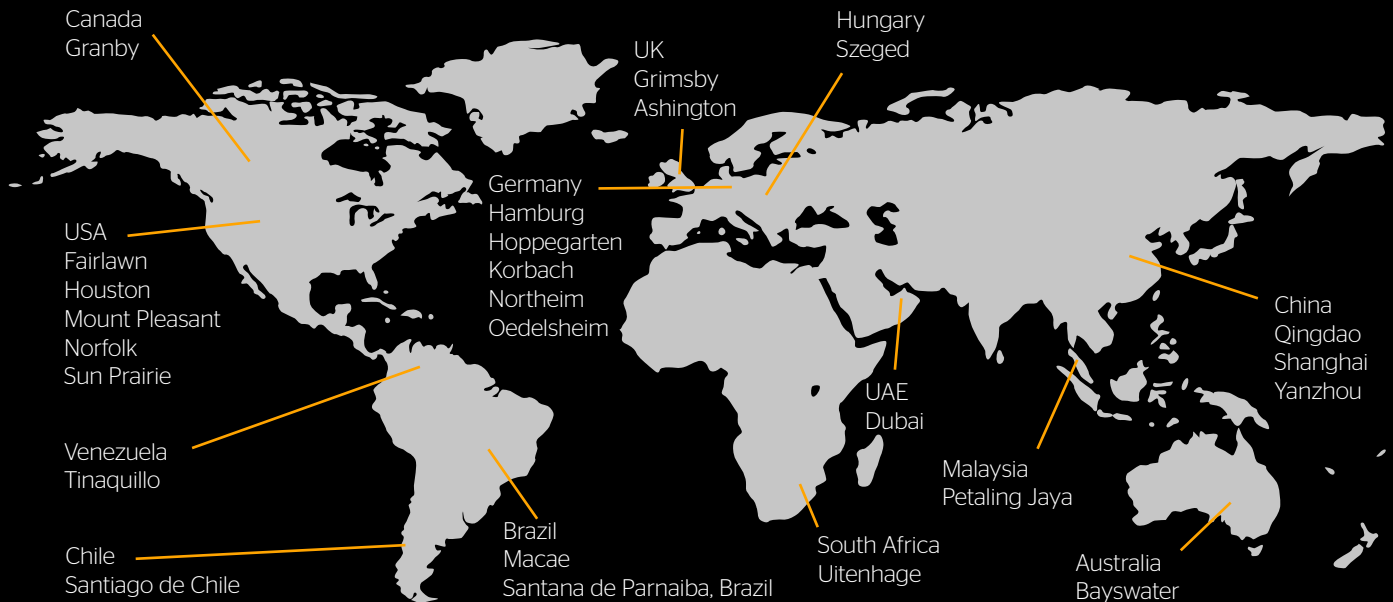 Canada
Granby
Hungary
Szeged
UK
Grimsby
Ashington
Germany
Hamburg
Hoppegarten
Korbach
Northeim
Oedelsheim
USA
Fairlawn
Houston
Mount Pleasant
Norfolk
Sun Prairie
China
Qingdao
Shanghai
Yanzhou
UAE
Dubai
Venezuela
Tinaquillo
Malaysia
Petaling Jaya
Brazil
Macae
Santana de Parnaiba, Brazil
South Africa
Uitenhage
Chile
Santiago de Chile
Australia
Bayswater